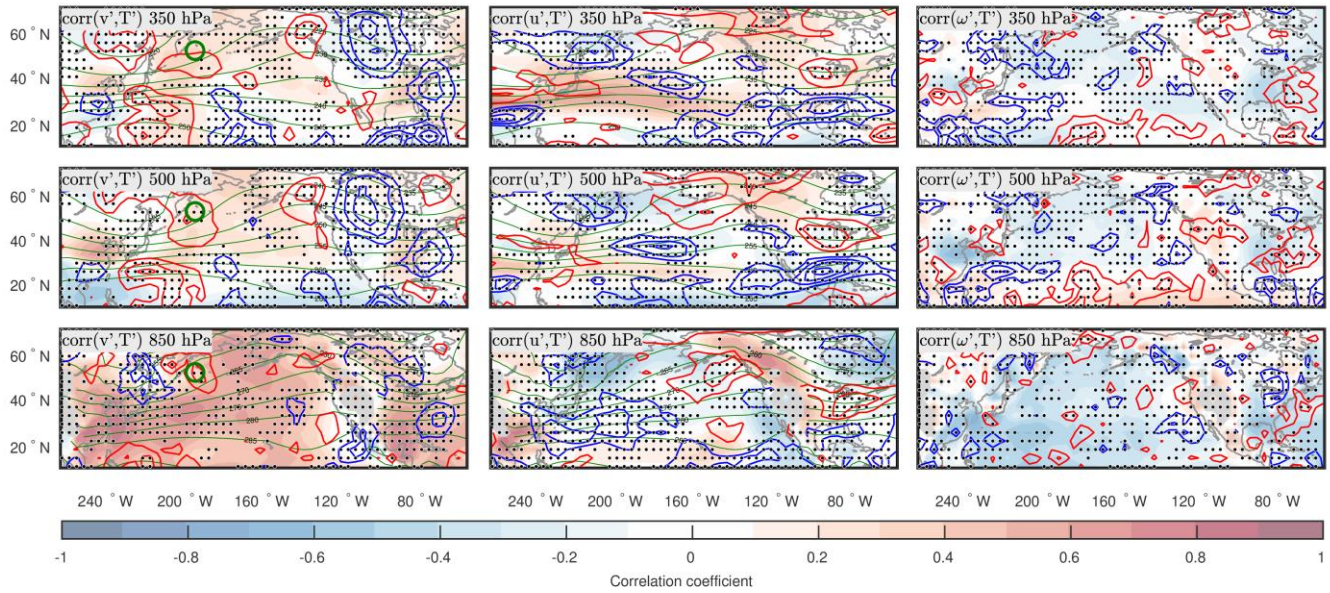 corr(v',T') 350 hPa
corr(u',T') 350 hPa
corr(ω',T') 350 hPa
60 ° N
40 ° N
20 ° N
corr(v',T') 500 hPa
corr(u',T') 500 hPa
corr(ω',T') 500 hPa
60 ° N
40 ° N
20 ° N
corr(v',T') 850 hPa
corr(u',T') 850 hPa
corr(ω',T') 850 hPa
60 ° N
40 ° N
20 ° N
240 ° W 200 ° W 160 ° W 120 ° W 80 ° W
240 ° W 200 ° W 160 ° W 120 ° W 80 ° W
240 ° W 200 ° W 160 ° W 120 ° W 80 ° W
-1 -0.8 -0.6 -0.4 -0.2 0 0.2 0.4 0.6 0.8 1
Correlation coefficient